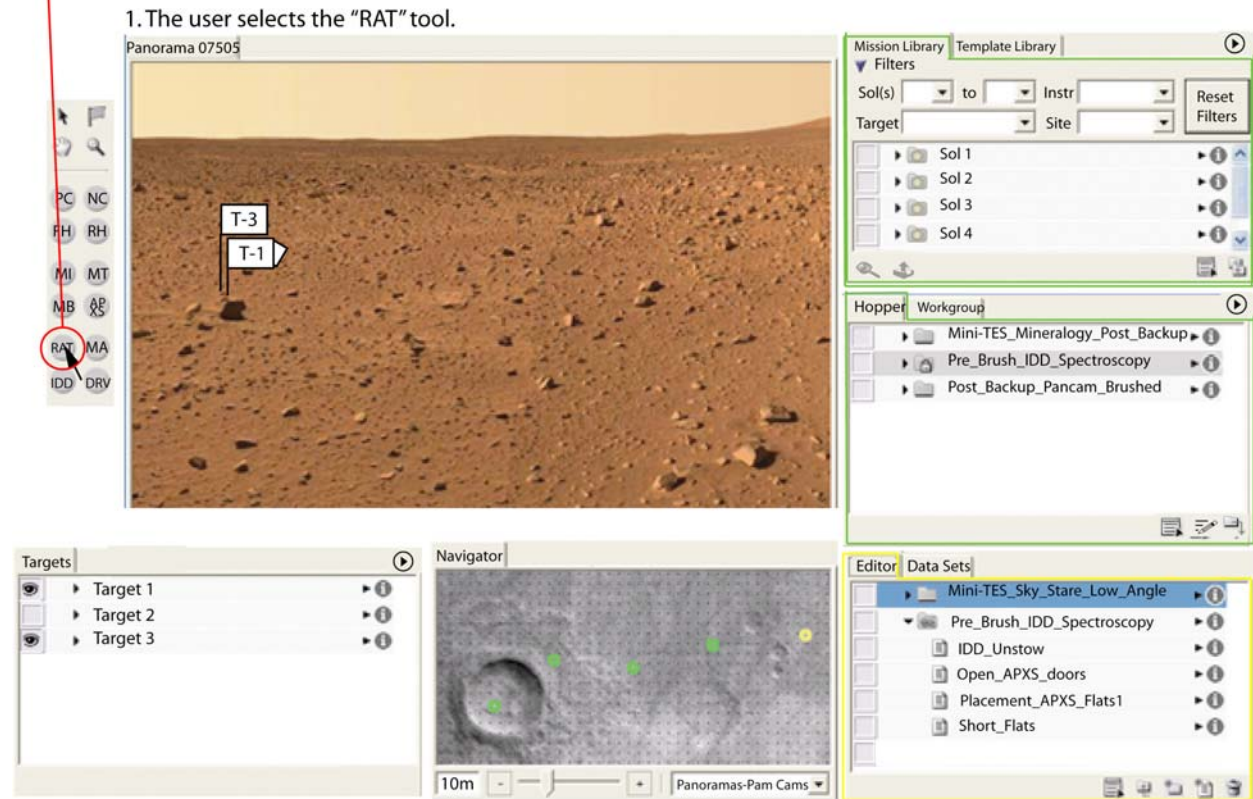 1. The user selects the “RAT” tool.
Panorama 07505
T-3
T-1
PC NC
RH
MI MT
MB AP XS
RAT MA
IDD DRV
Mission Library Template Library
Filters
Sol(s) to Instr
Reset Filters
Target Site
Sol 1
Sol 2
Sol 3
Sol 4
Hopper Workgroup
Mini-TES_Mineralogy_Post_Backup
Pre_Brush_IDD_Spectroscopy
Post_Backup_Pancam_Brushed
Targets
Target 1
Target 2
Target 3
Navigator
10m - + Panoramas-Pam Cams
Editor Data Sets
Mini-TES_Sky_Stare_Low_Angle
Pre_Brush_IDD_Spectroscopy
IDD_Unstow
Open_APXS_doors
Placement_APXS_Flats1
Short_Flats